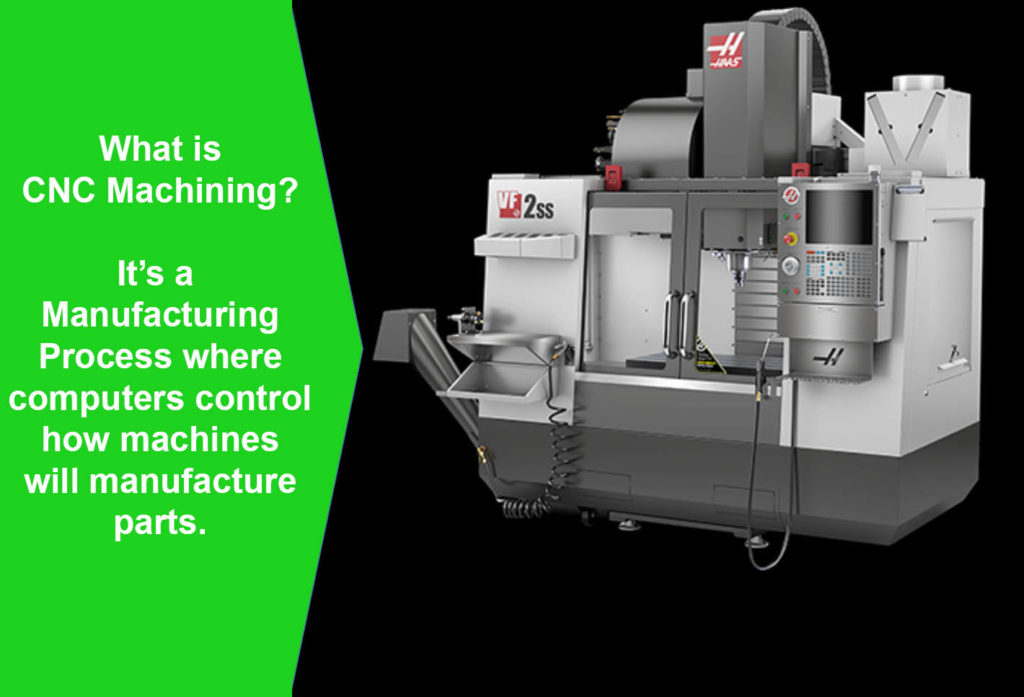 What is
CNC Machining?
It’s a
Manufacturing
Process where
computers control
how machines
will manufacture
parts.
HAAS
VF
2SS